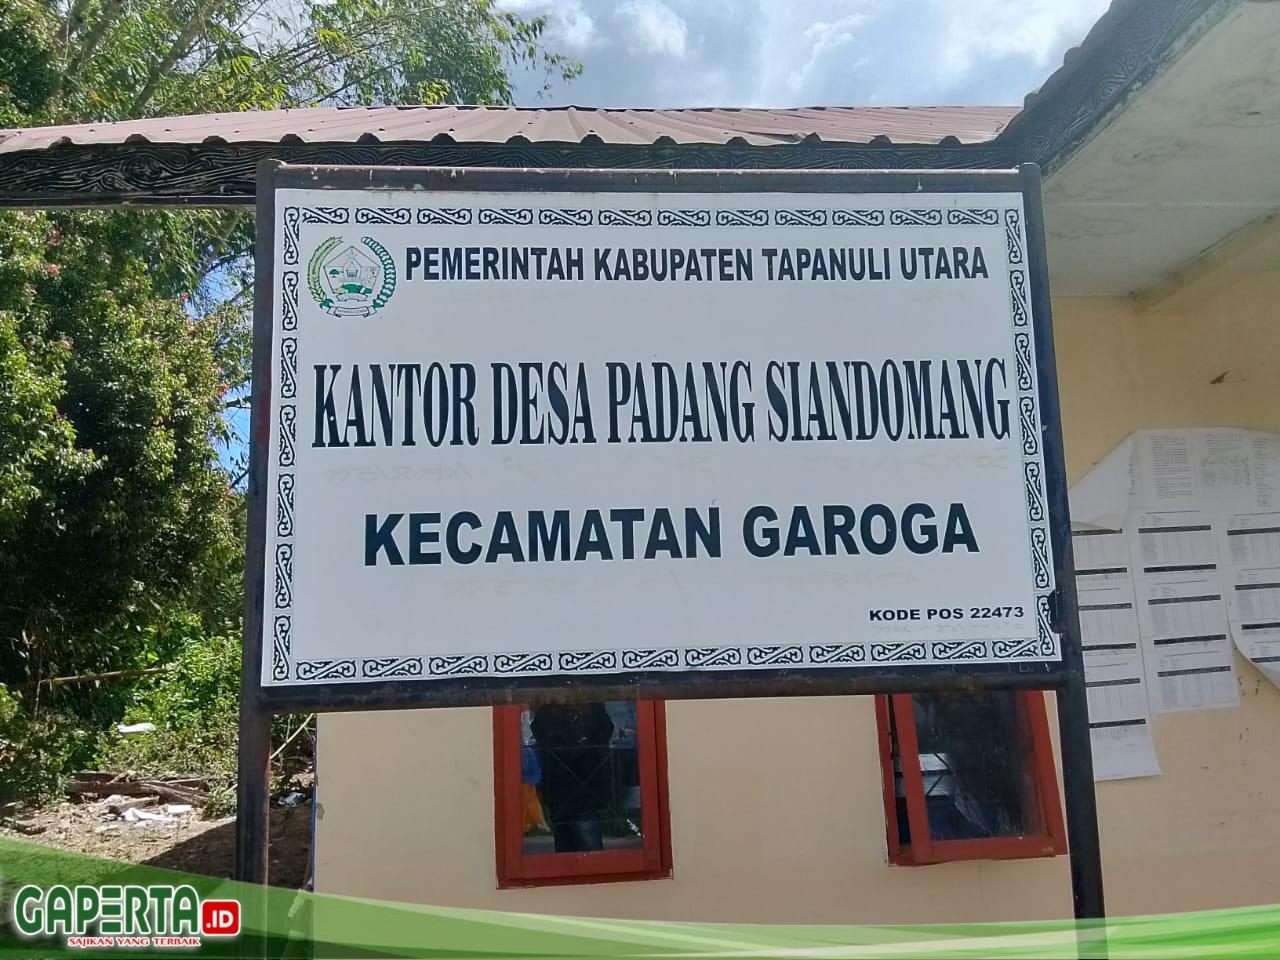 PEMERINTAH KABUPATEN TAPANULI UTARA
KANTOR DESA PADANG SIANDOMANG
KECAMATAN GAROGA
KODE POS 22473
GAPERTA.ID
SAJIKAN YANG TERBAIK